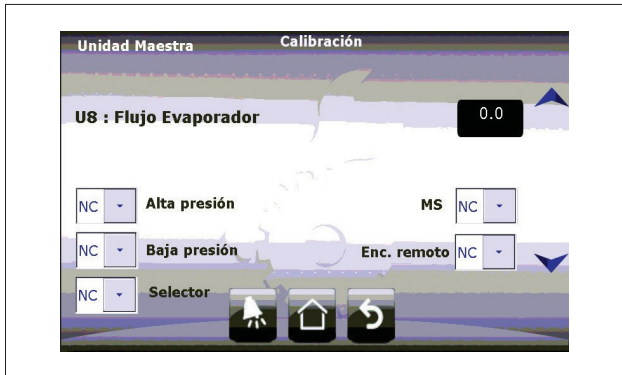 Unidad Maestra
Calibración
U8 : Flujo Evaporador
0.0
NC Alta presión
MS NC
NC Baja presión
Enc. remoto NC
NC Selector